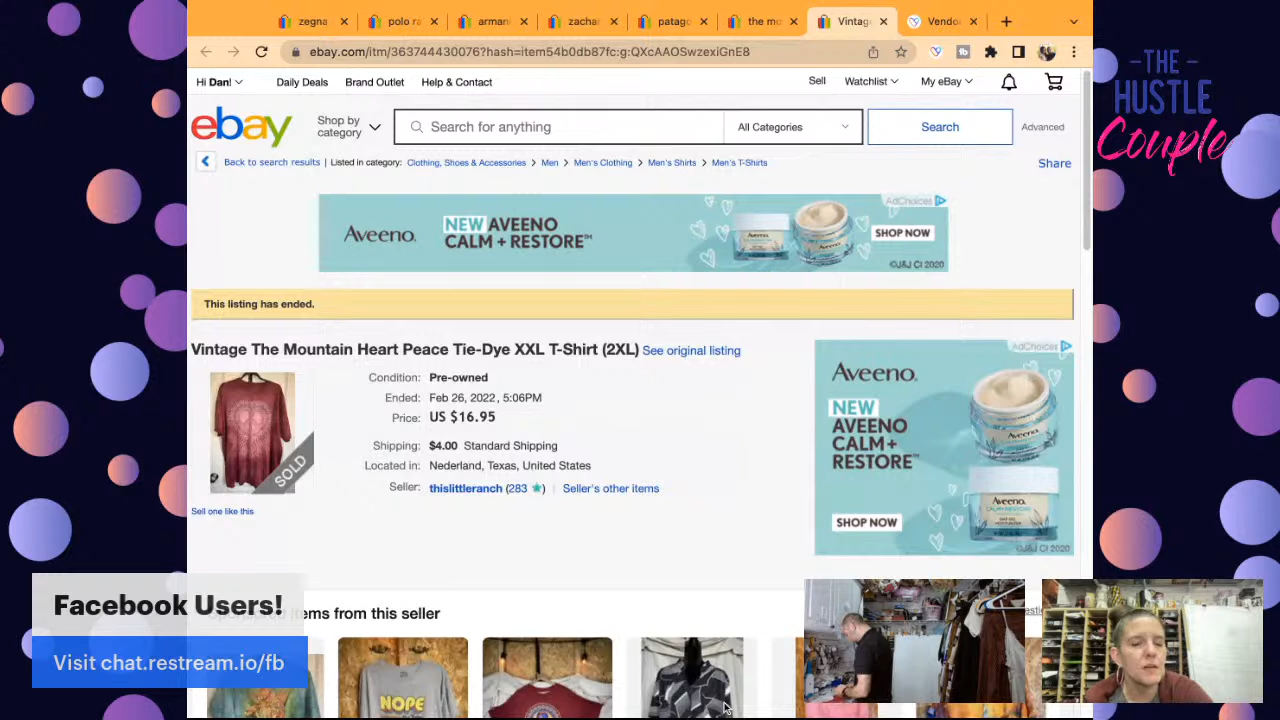 zegna
polo ra
armani
zachar
patago
the mo
Vintag
Vendo
ebay.com/itm/363744430076?hash=item54b0db87fc:g:QXcAAOSwzexiGnE8
Hi Dan!
Daily Deals
Brand Outlet
Help & Contact
Sell
Watchlist
My eBay
ebay
Shop by category
Search for anything
All Categories
Search
Advanced
Back to search results | Listed in category: Clothing, Shoes & Accessories > Men > Men's Clothing > Men's Shirts > Men's T-Shirts
Share
AdChoices
Aveeno.
NEW AVEENO
CALM + RESTORE™
SHOP NOW
©J&J CI 2020
This listing has ended.
Vintage The Mountain Heart Peace Tie-Dye XXL T-Shirt (2XL) See original listing
SOLD
Sell one like this
Condition: Pre-owned
Ended: Feb 26, 2022, 5:06PM
Price: US $16.95
Shipping: $4.00 Standard Shipping
Located in: Nederland, Texas, United States
Seller: thislittleranch (283) | Seller's other items
AdChoices
Aveeno.
NEW
AVEENO
CALM+
RESTORE™
SHOP NOW
©J&J CI 2020
items from this seller
NOPE
-THE-
HUSTLE
Couple
Facebook Users!
Visit chat.restream.io/fb